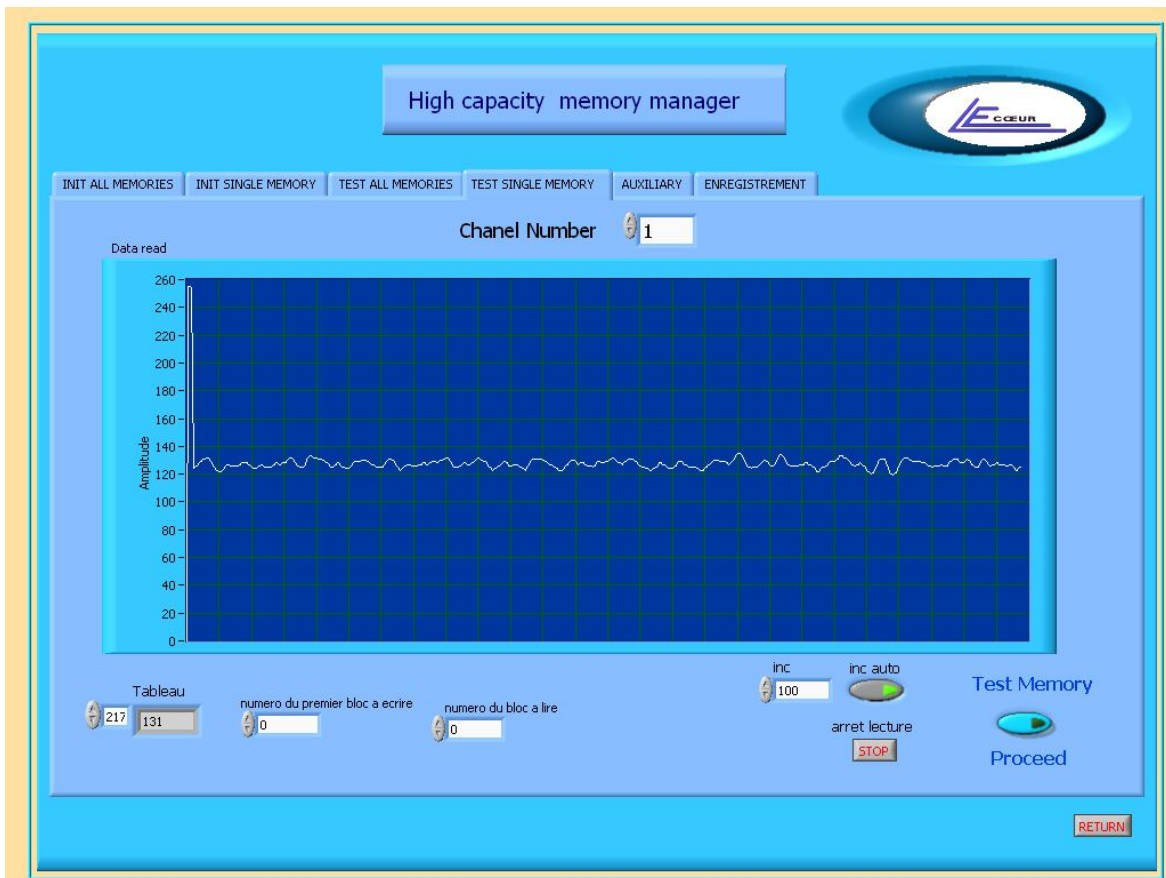 High capacity memory manager
LE CŒUR
INIT ALL MEMORIES INIT SINGLE MEMORY TEST ALL MEMORIES TEST SINGLE MEMORY AUXILIARY ENREGISTREMENT
Chanel Number 1
Data read
260
240
220
200
180
160
140
120
100
80
60
40
20
0
Amplitude
Tableau
217 131
numero du premier bloc a ecrire
0
numero du bloc a lire
0
inc
100
inc auto
arret lecture
STOP
Test Memory
Proceed
RETURN